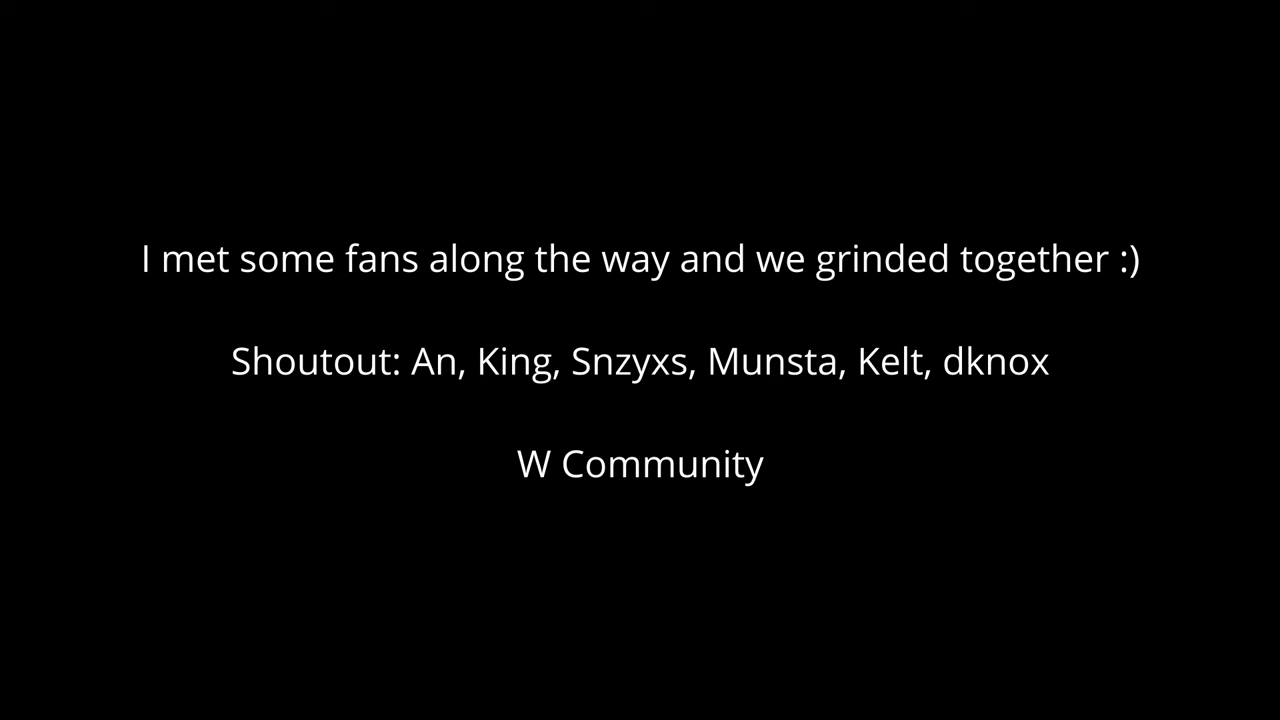 I met some fans along the way and we grinded together :)
Shoutout: An, King, Snzyxs, Munsta, Kelt, dknox
W Community